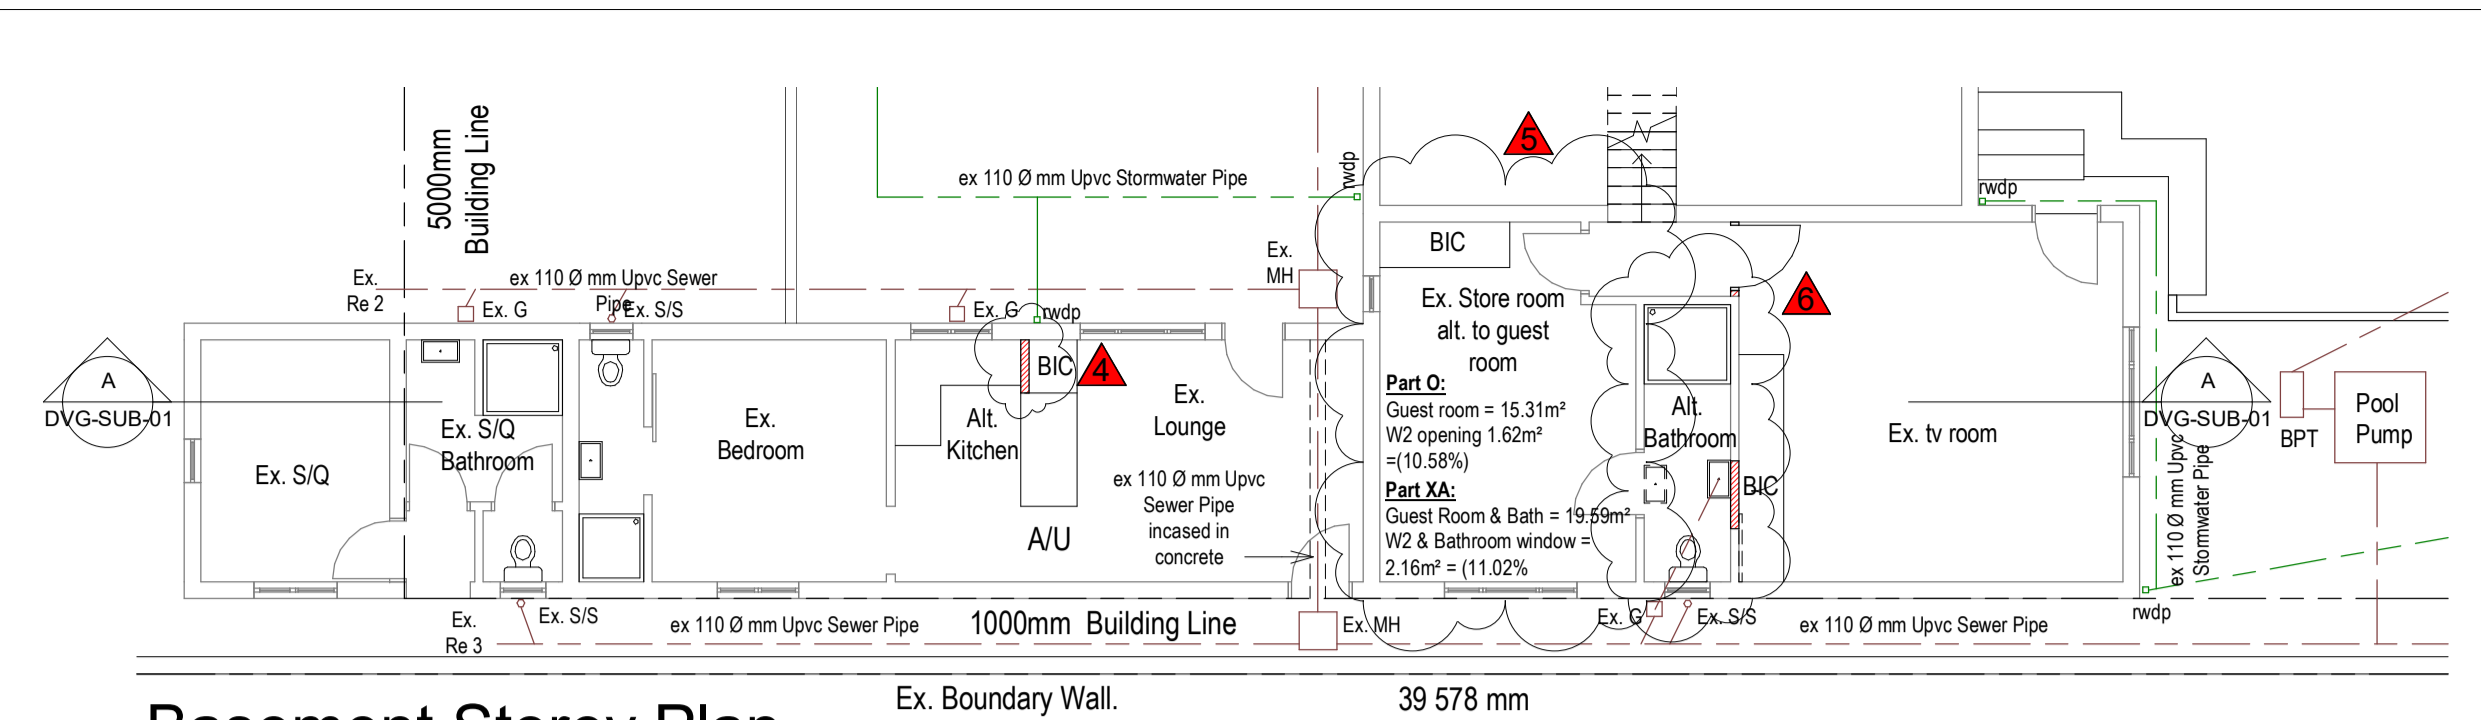 5000mm
Building Line
ex 110 Ø mm Upvc Stormwater Pipe
rwdp
5
rwdp
Ex.
MH
BIC
Ex.
Re 2
ex 110 Ø mm Upvc Sewer
Pipe
Ex. G
Ex. S/S
Ex. G
rwdp
6
Ex. Store room
alt. to guest
room
A
DVG-SUB-01
BIC
4
A
DVG-SUB-01
Part O:
Guest room = 15.31m²
W2 opening 1.62m²
=(10.58%)
Part XA:
Guest Room & Bath = 19.59m²
W2 & Bathroom window =
2.16m² = (11.02%
Ex. S/Q
Ex. S/Q
Bathroom
Ex.
Bedroom
Alt.
Kitchen
Ex.
Lounge
ex 110 Ø mm Upvc
Sewer Pipe
incased in
concrete
A/U
Alt.
Bathroom
BIC
Ex. tv room
BPT
Pool
Pump
ex 110 Ø mm Upvc
Stormwater Pipe
rwdp
Ex.
Re 3
Ex. S/S
ex 110 Ø mm Upvc Sewer Pipe
1000mm Building Line
Ex. MH
Ex. G
Ex. S/S
ex 110 Ø mm Upvc Sewer Pipe
Ex. Boundary Wall.
39 578 mm
Basement Storey Plan